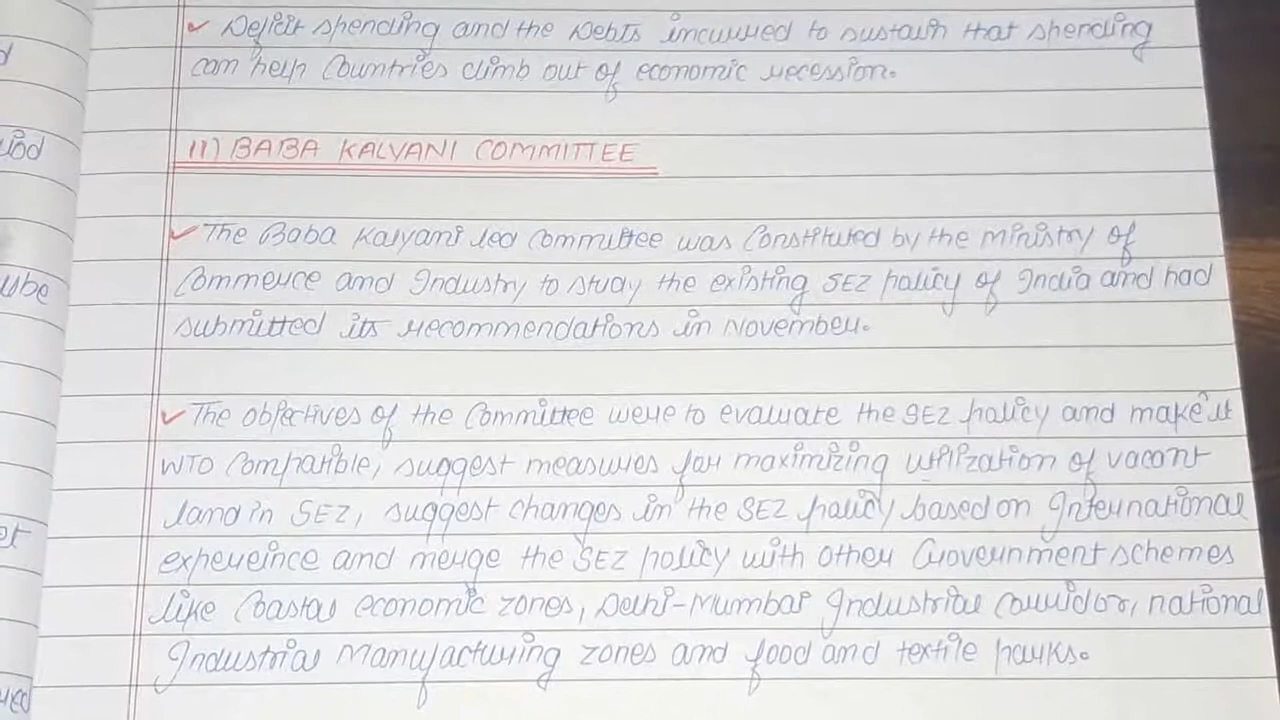 ✓ Deficit spending and the Debts incurred to sustain that spending
can help Countries climb out of economic recession.
11) BABA KALYANI COMMITTEE
✓ The Baba Kalyani led Committee was Constituted by the Ministry of
Commerce and Industry to study the existing SEZ policy of India and had
submitted its recommendations in November.
✓ The objectives of the Committee were to evaluate the SEZ policy and make it
WTO Compatible, suggest measures for maximizing utilization of vacant
land in SEZ, suggest changes in the SEZ policy based on International
experience and merge the SEZ policy with other Government schemes
like Coastal economic zones, Delhi-Mumbai Industrial Corridor, national
Industrial Manufacturing zones and food and textile parks.